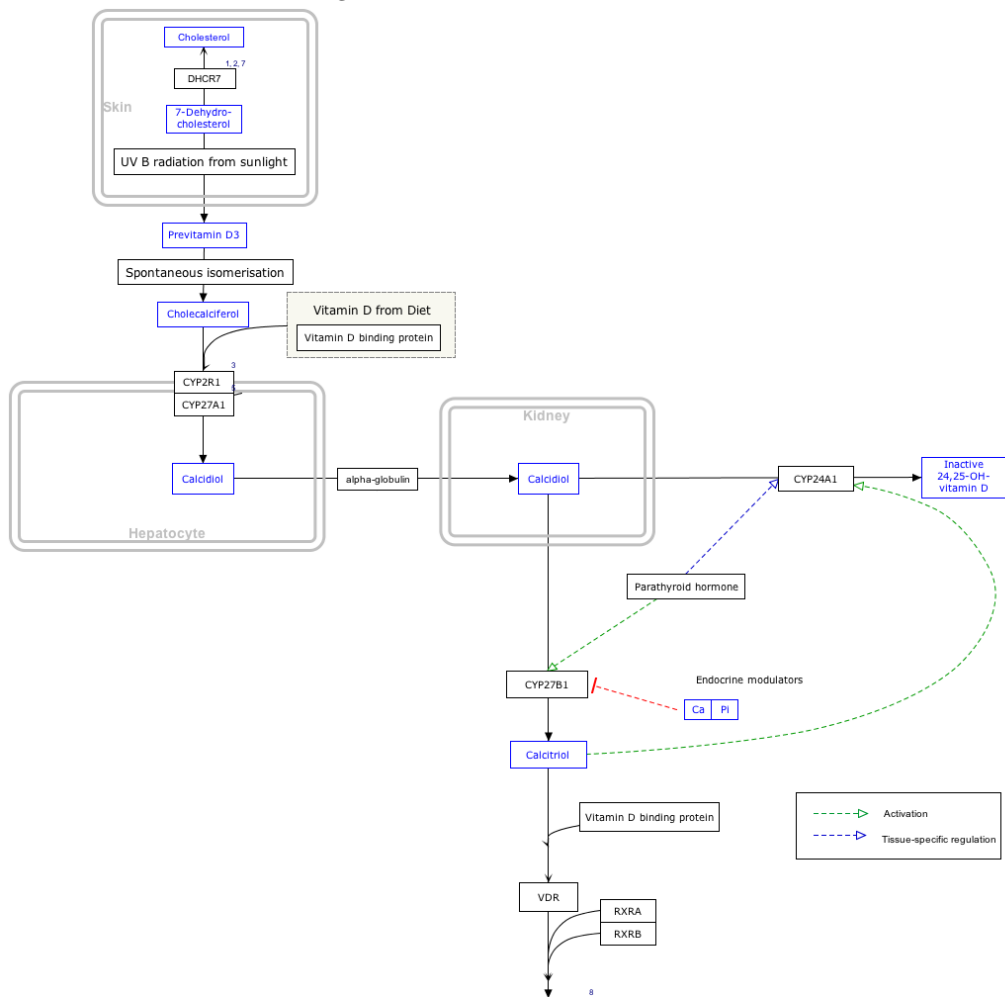 Cholesterol
1, 2, 7
DHCR7
Skin
7-Dehydro-
cholesterol
UV B radiation from sunlight
Previtamin D3
Spontaneous isomerisation
Cholecalciferol
Vitamin D from Diet
Vitamin D binding protein
3
CYP2R1
CYP27A1
Kidney
Calcidiol
alpha-globulin
Calcidiol
CYP24A1
Inactive
24,25-OH-
vitamin D
Hepatocyte
Parathyroid hormone
CYP27B1
Endocrine modulators
Ca
Pi
Calcitriol
Vitamin D binding protein
Activation
Tissue-specific regulation
VDR
RXRA
RXRB
8